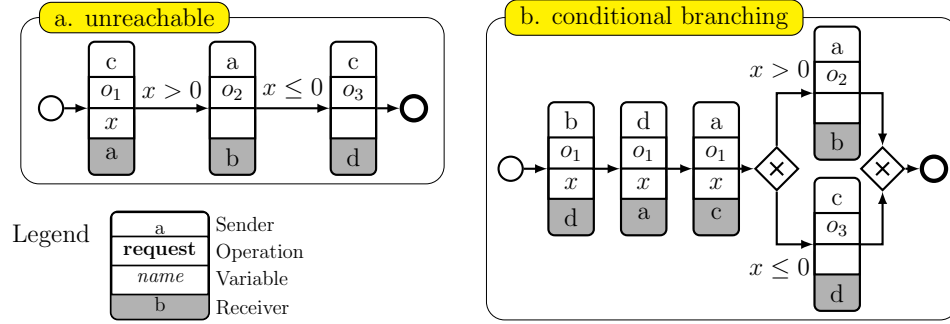 a. unreachable
c
o1
x
a
x > 0
a
o2
b
x ≤ 0
c
o3
d
Legend
a
request
name
b
Sender
Operation
Variable
Receiver
b. conditional branching
b
o1
x
d
d
o1
x
a
a
o1
x
c
×
x > 0
a
o2
b
x ≤ 0
c
o3
d
×